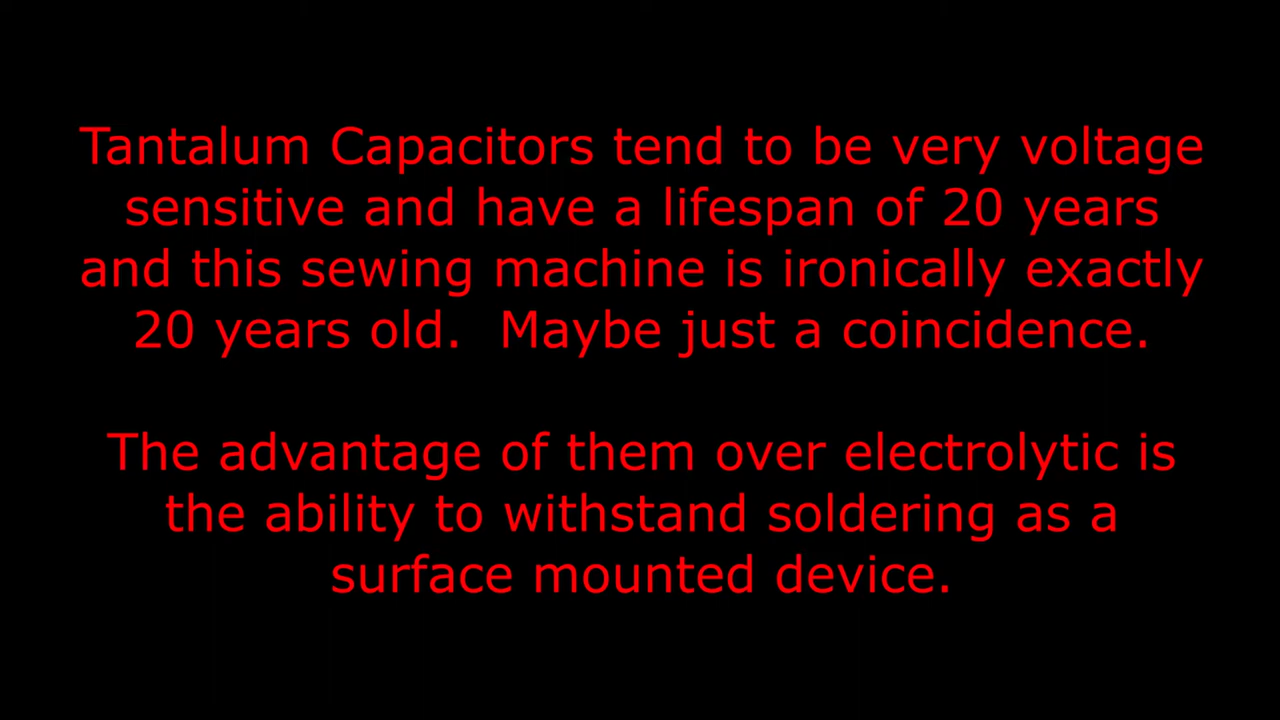 Tantalum Capacitors tend to be very voltage
sensitive and have a lifespan of 20 years
and this sewing machine is ironically exactly
20 years old.  Maybe just a coincidence.
The advantage of them over electrolytic is
the ability to withstand soldering as a
surface mounted device.